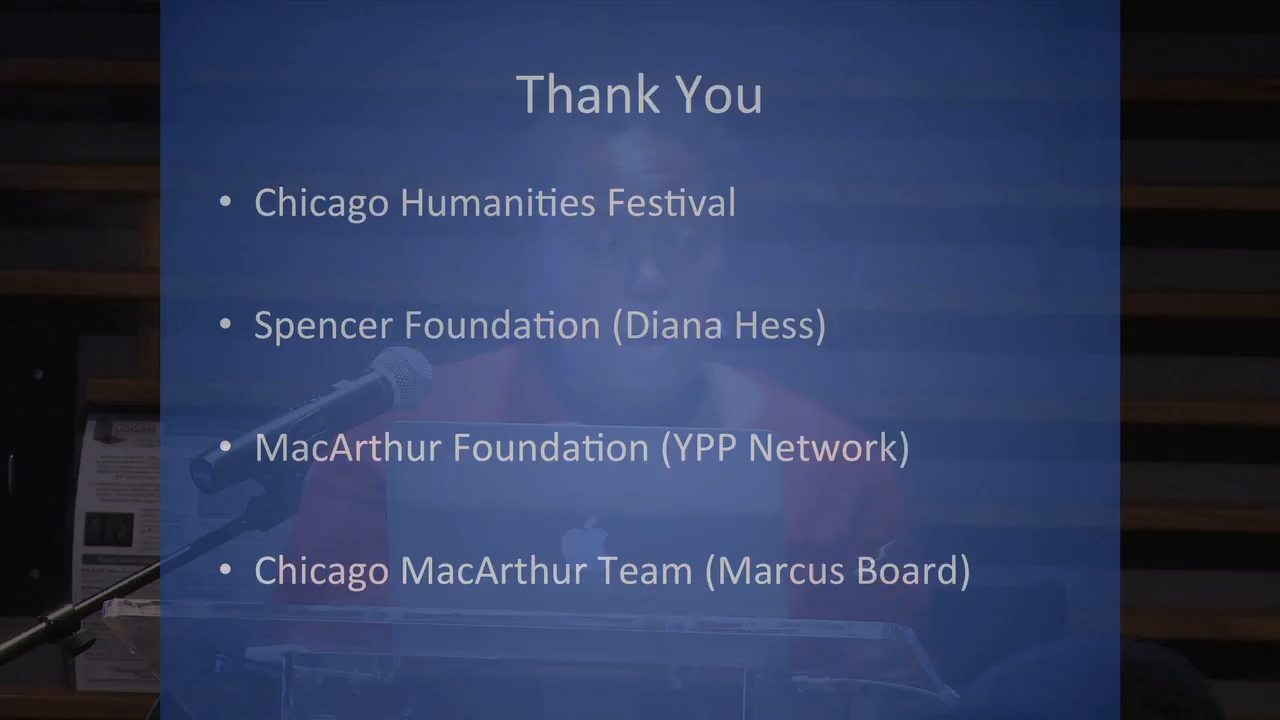 Thank You
• Chicago Humanities Festival
• Spencer Foundation (Diana Hess)
• MacArthur Foundation (YPP Network)
• Chicago MacArthur Team (Marcus Board)